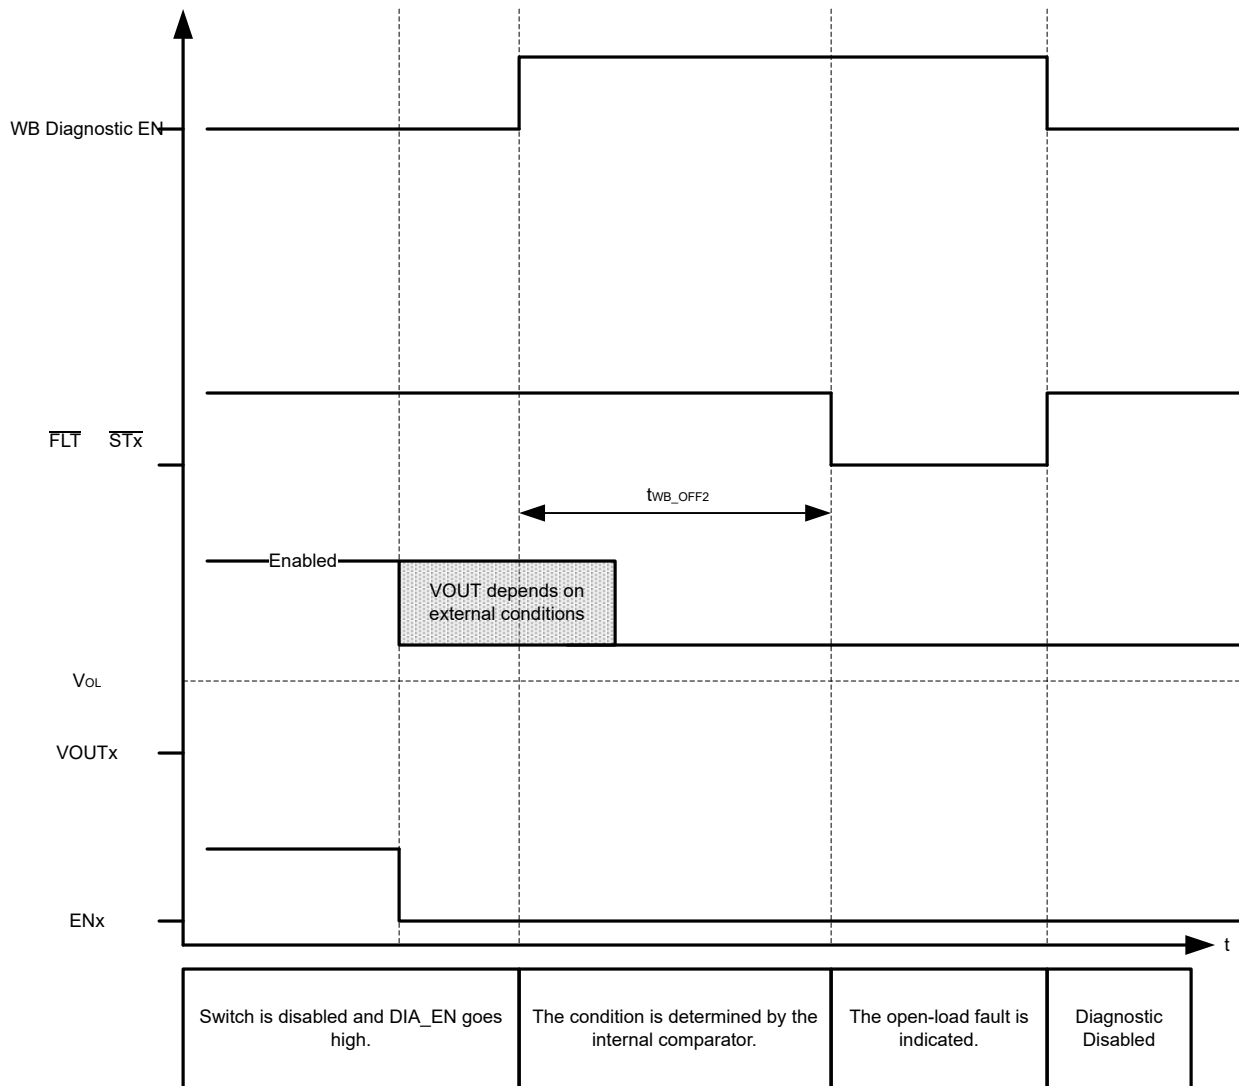 WB Diagnostic EN
FLT STx
tWB_OFF2
Enabled
VOUT depends on
external conditions
VOL
VOUTx
ENx
t
Switch is disabled and DIA_EN goes
high.
The condition is determined by the
internal comparator.
The open-load fault is
indicated.
Diagnostic
Disabled